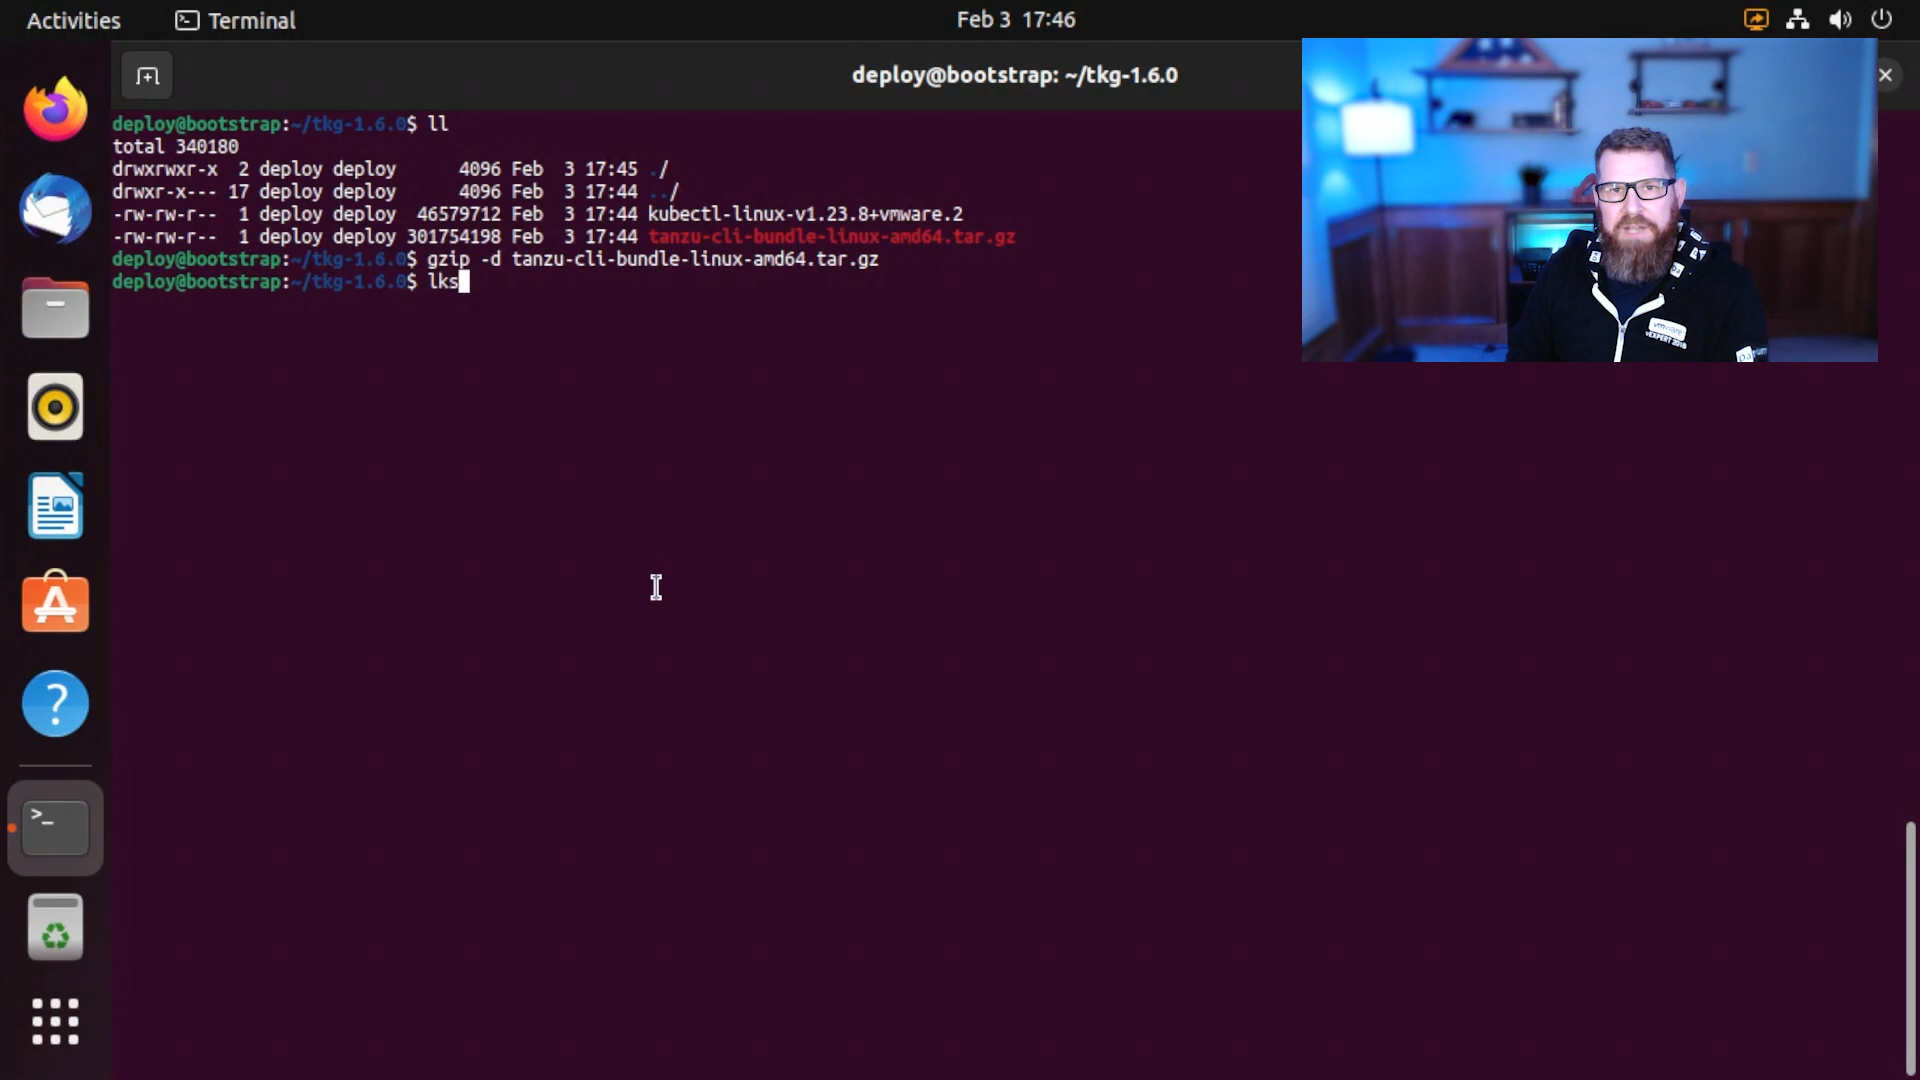 Activities Terminal Feb 3 17:46
deploy@bootstrap: ~/tkg-1.6.0
deploy@bootstrap:~/tkg-1.6.0$ ll
total 340180
drwxrwxr-x 2 deploy deploy 4096 Feb 3 17:45 ./
drwxr-x--- 17 deploy deploy 4096 Feb 3 17:44 ../
-rw-rw-r-- 1 deploy deploy 46579712 Feb 3 17:44 kubectl-linux-v1.23.8+vmware.2
-rw-rw-r-- 1 deploy deploy 301754198 Feb 3 17:44 tanzu-cli-bundle-linux-amd64.tar.gz
deploy@bootstrap:~/tkg-1.6.0$ gzip -d tanzu-cli-bundle-linux-amd64.tar.gz
deploy@bootstrap:~/tkg-1.6.0$ lks
vmware
vEXPERT 2018